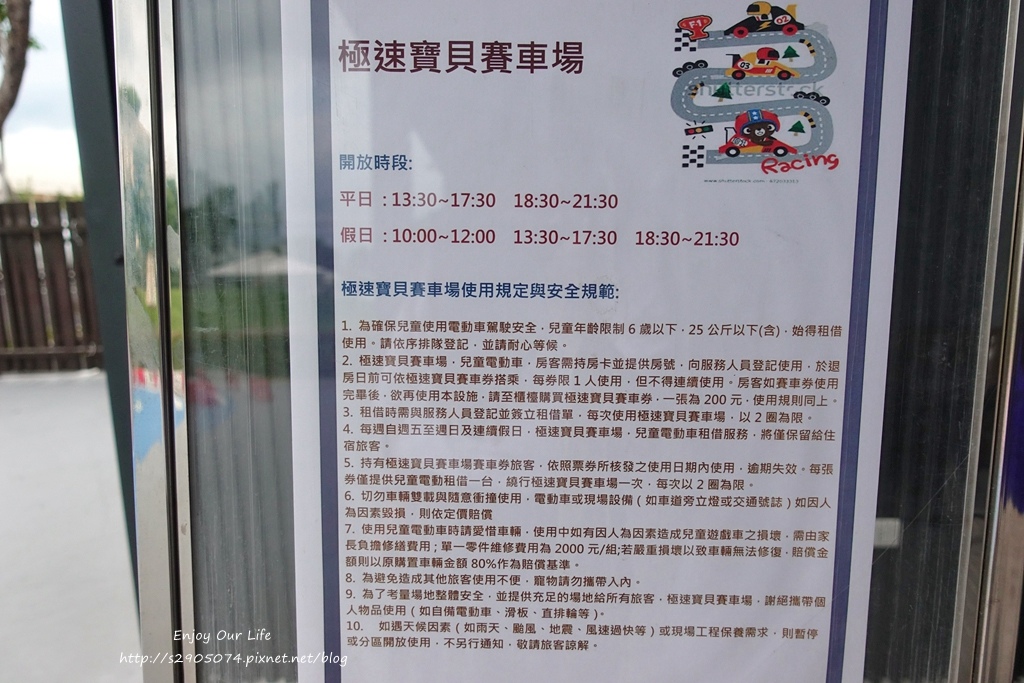 極速寶貝賽車場
F-1
02
03
shutterstock
Racing
www.shutterstock.com
開放時段:
平日 : 13:30~17:30 18:30~21:30
假日 : 10:00~12:00 13:30~17:30 18:30~21:30
極速寶貝賽車場使用規定與安全規範:
1. 為確保兒童使用電動車駕駛安全，兒童年齡限制 6 歲以下，25 公斤以下(含)，始得租借
使用。請依序排隊登記，並請耐心等候。
2. 極速寶貝賽車場，兒童電動車，房客需持房卡並提供房號，向服務人員登記使用，於退
房日前可依極速寶貝賽車券搭乘，每券限 1 人使用，但不得連續使用。房客如賽車券使用
完畢後，欲再使用本設施，請至櫃檯購買極速寶貝賽車券，一張為 200 元，使用規則同上。
3. 租借時需與服務人員登記並簽立租借單，每次使用極速寶貝賽車場，以 2 圈為限。
4. 每週自週五至週日及連續假日，極速寶貝賽車場，兒童電動車租借服務，將僅保留給住
宿旅客。
5. 持有極速寶貝賽車場賽車券旅客，依照票券所核發之使用日期內使用，逾期失效。每張
券僅提供兒童電動租借一台，繞行極速寶貝賽車場一次，每次以 2 圈為限。
6. 切勿車輛雙載與隨意衝撞使用，電動車或現場設備（如車道旁立燈或交通號誌）如因人
為因素毀損，則依定價賠償
7. 使用兒童電動車時請愛惜車輛，使用中如有因人為因素造成兒童遊戲車之損壞，需由家
長負擔修繕費用；單一零件維修費用為 2000 元/組;若嚴重損壞以致車輛無法修復，賠償金
額則以原購置車輛金額 80%作為賠償基準。
8. 為避免造成其他旅客使用不便，寵物請勿攜帶入內。
9. 為了考量場地整體安全，並提供充足的場地給所有旅客，極速寶貝賽車場，謝絕攜帶個
人物品使用（如自備電動車、滑板、直排輪等）。
10. 如遇天候因素（如雨天、颱風、地震、風速過快等）或現場工程保養需求，則暫停
或分區開放使用，不另行通知，敬請旅客諒解。
Enjoy Our Life
http://s2905074.pixnet.net/blog